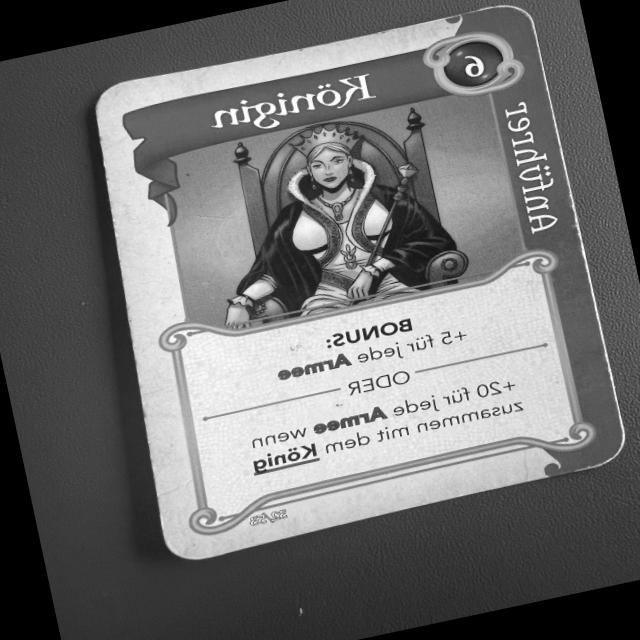 6
Königin
Anführer
BONUS:
+5 für jede Armee
ODER
+20 für jede Armee wenn
zusammen mit dem König